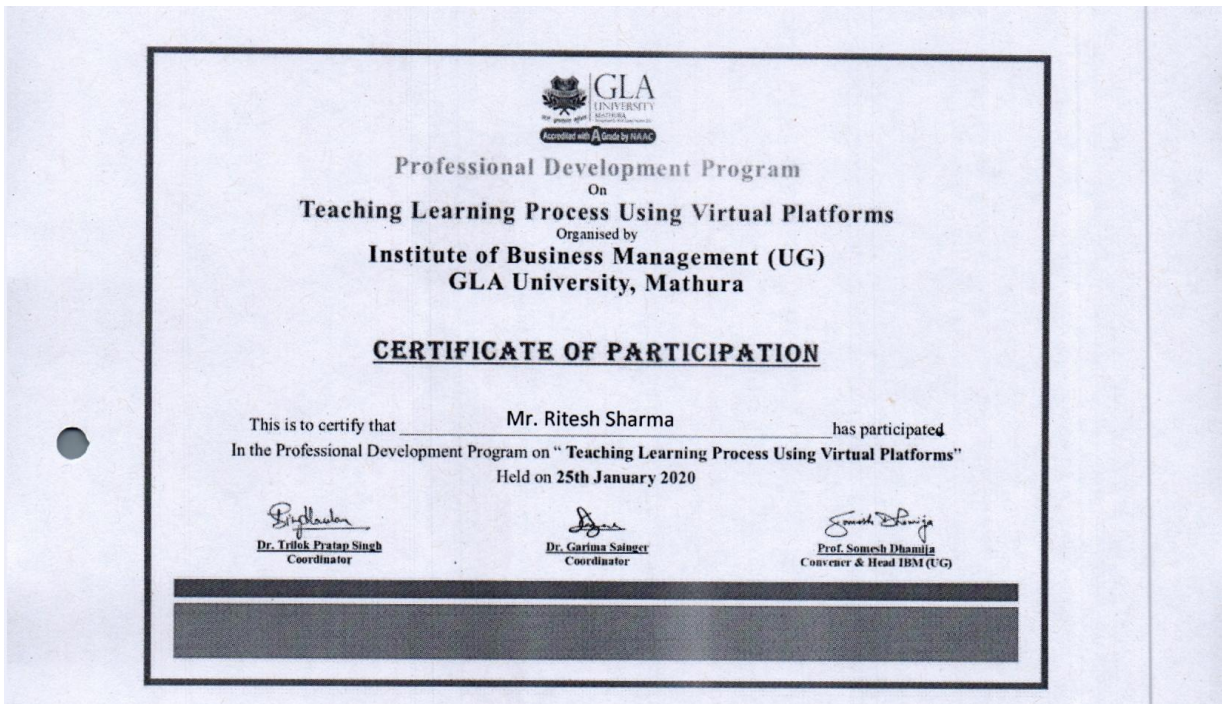 GLA
UNIVERSITY
MATHURA
Accredited with A Grade by NAAC
Professional Development Program
On
Teaching Learning Process Using Virtual Platforms
Organised by
Institute of Business Management (UG)
GLA University, Mathura
CERTIFICATE OF PARTICIPATION
This is to certify that Mr. Ritesh Sharma has participated
In the Professional Development Program on “ Teaching Learning Process Using Virtual Platforms”
Held on 25th January 2020
Dr. Trilok Pratap Singh Dr. Garima Sainger Prof. Somesh Dhamija
Coordinator Coordinator Convener & Head IBM (UG)